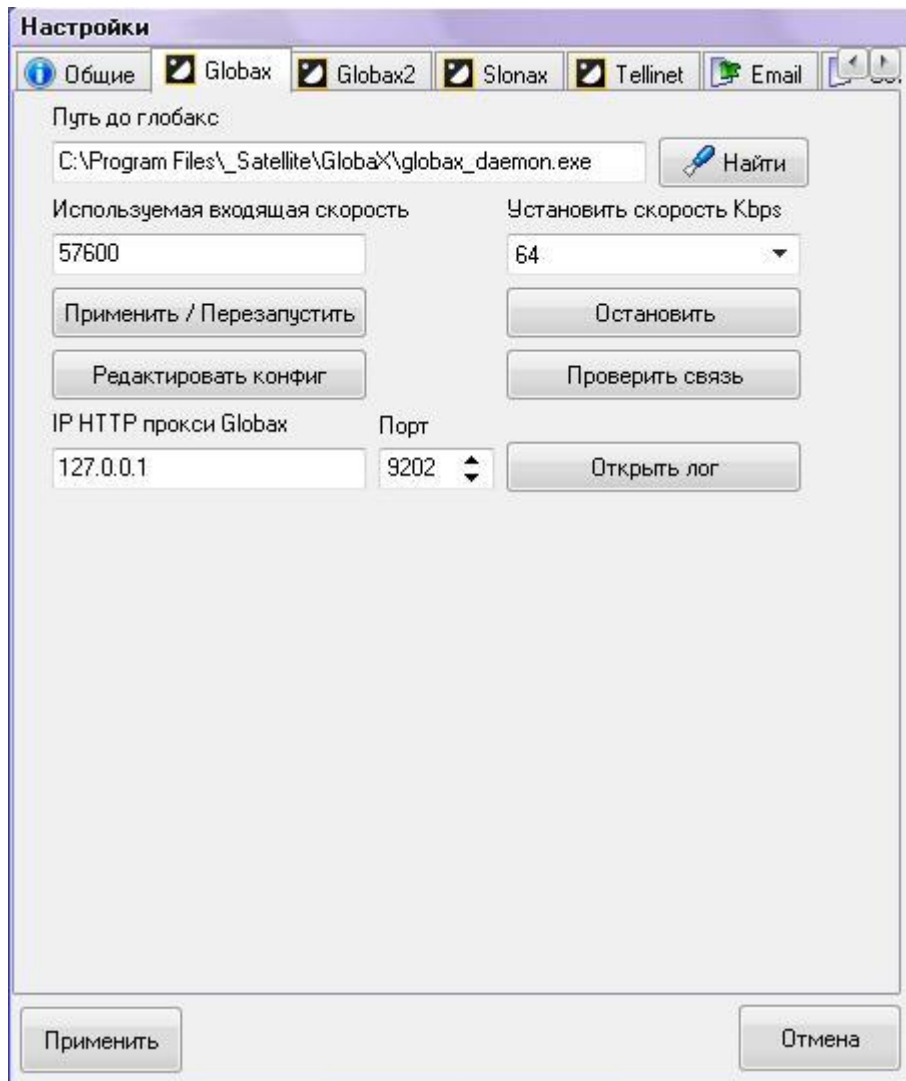 Настройки
Общие Globax Globax2 Slonax Tellinet Email
Путь до глобакс
C:\Program Files\_Satellite\GlobaX\globax_daemon.exe Найти
Используемая входящая скорость Установить скорость Kbps
57600 64
Применить / Перезапустить Остановить
Редактировать конфиг Проверить связь
IP HTTP прокси Globax Порт
127.0.0.1 9202 Открыть лог
Применить Отмена